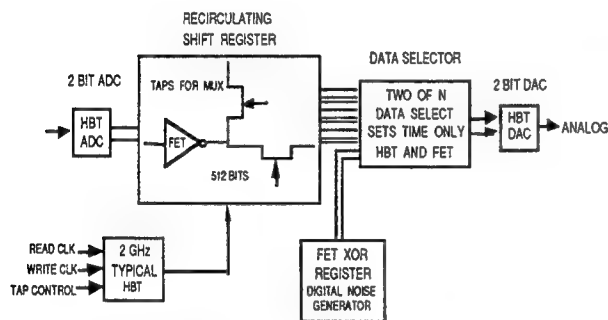 RECIRCULATING
SHIFT REGISTER
DATA SELECTOR
2 BIT ADC
TAPS FOR MUX
2 BIT DAC
TWO OF N
DATA SELECT
SETS TIME ONLY
HBT AND FET
HBT
ADC
FET
HBT
DAC
ANALOG
512 BITS
READ CLK
WRITE CLK
TAP CONTROL
2 GHz
TYPICAL
HBT
FET XOR
REGISTER
DIGITAL NOISE
GENERATOR